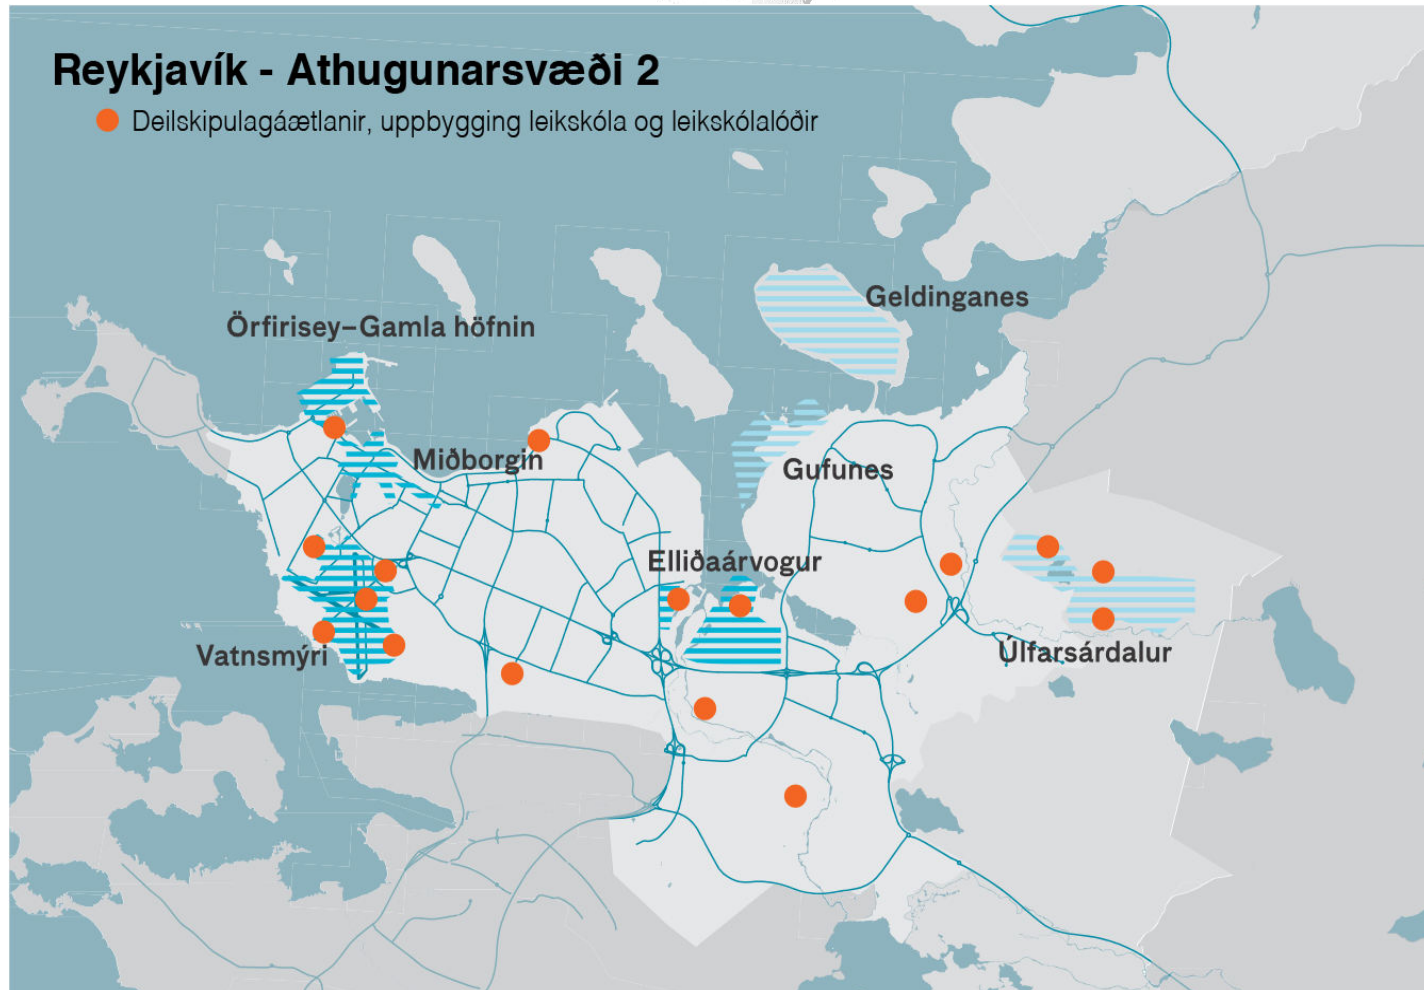 Reykjavík - Athugunarsvæði 2
Deilskipulagáætlanir, uppbygging leikskóla og leikskólalóðir
Geldinganes
Örfirisey–Gamla höfnin
Miðborgin
Gufunes
Elliðaárvogur
Vatnsmýri
Úlfarsárdalur